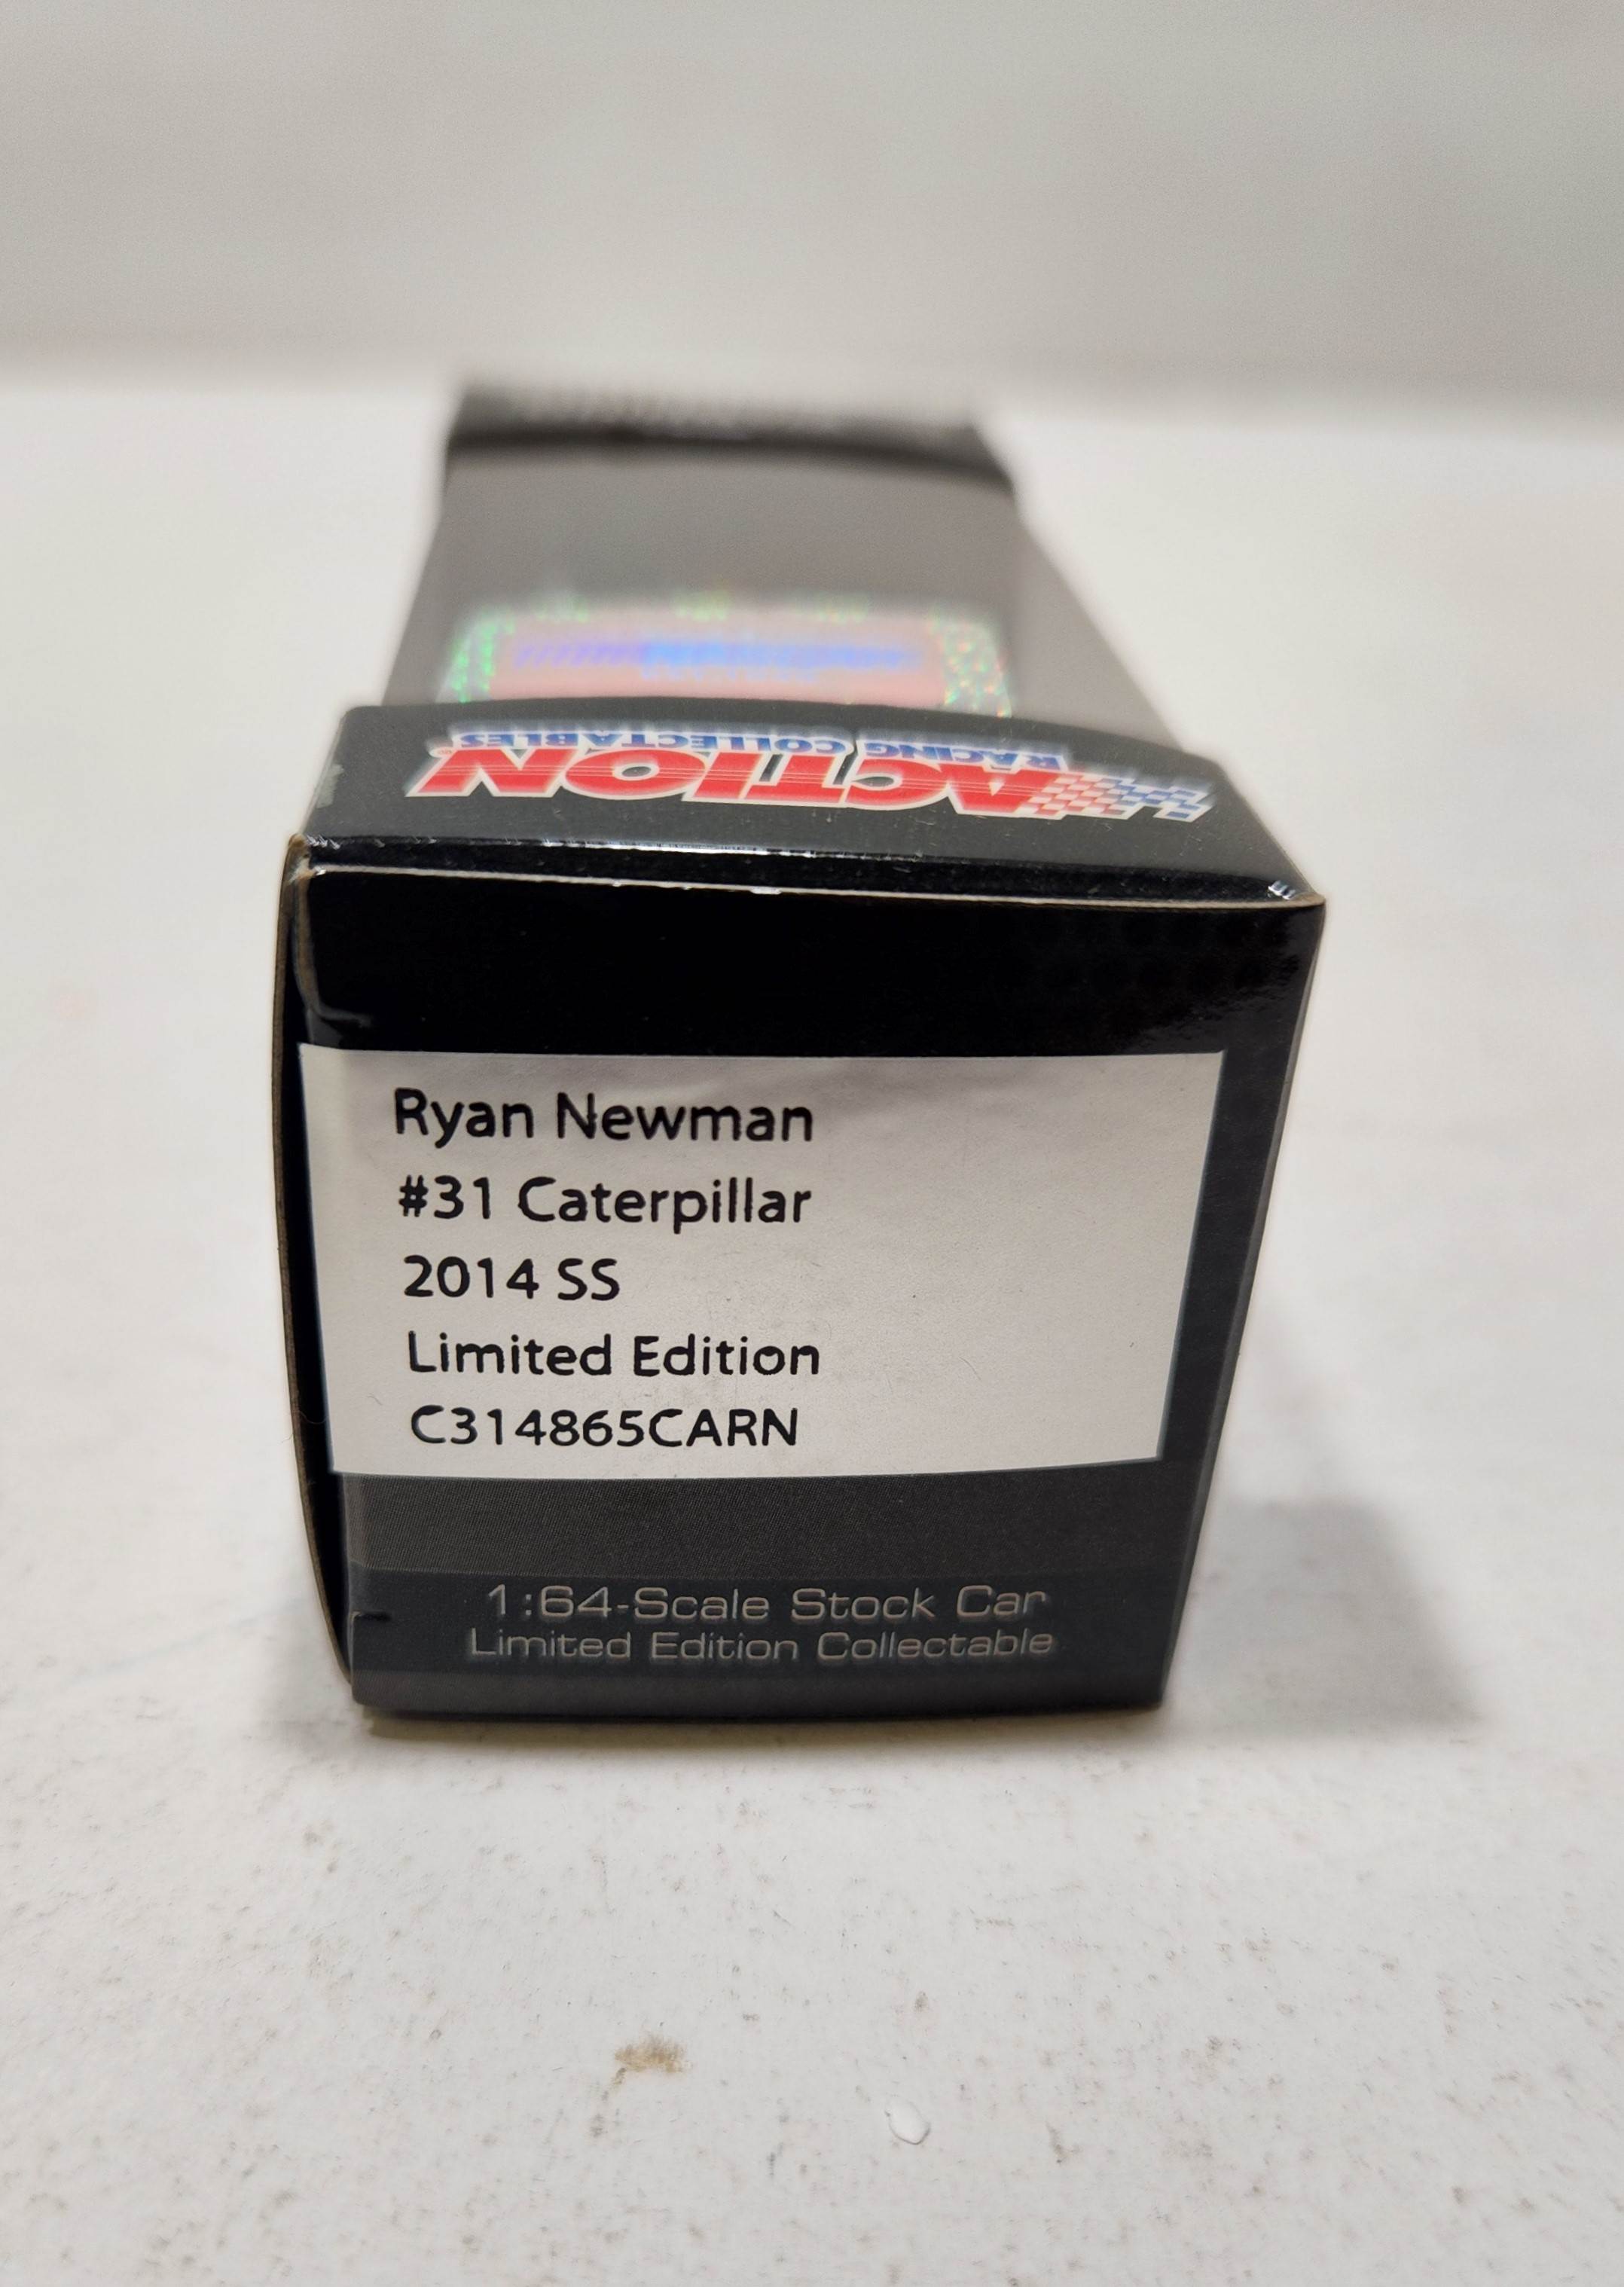 ACTION
RACING COLLECTABLES
Ryan Newman
#31 Caterpillar
2014 SS
Limited Edition
C314865CARN
1:64-Scale Stock Car
Limited Edition Collectable